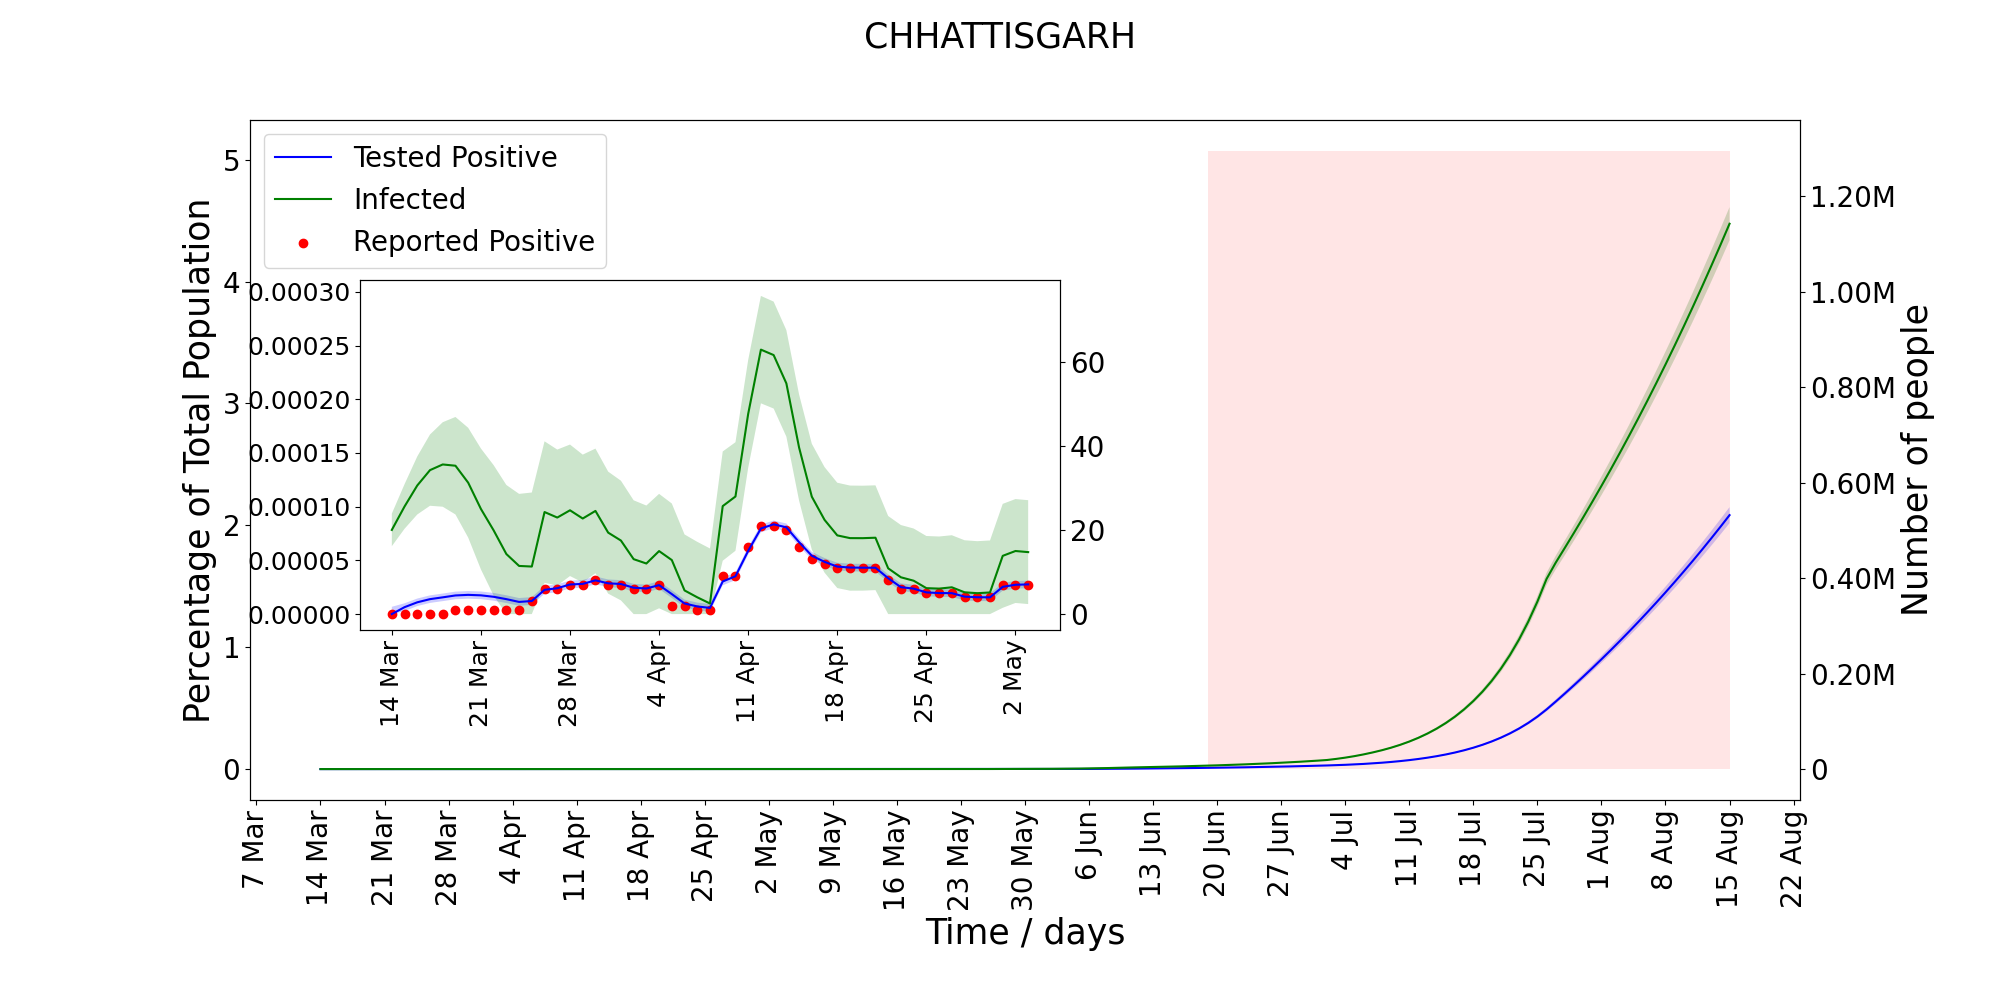 CHHATTISGARH
Tested Positive
Infected
Reported Positive
Percentage of Total Population
5
4
3
2
1
0
0.00030
0.00025
0.00020
0.00015
0.00010
0.00005
0.00000
60
40
20
0
14 Mar
21 Mar
28 Mar
4 Apr
11 Apr
18 Apr
25 Apr
2 May
1.20M
1.00M
0.80M
0.60M
0.40M
0.20M
0
Number of people
7 Mar
14 Mar
21 Mar
28 Mar
4 Apr
11 Apr
18 Apr
25 Apr
2 May
9 May
16 May
23 May
30 May
6 Jun
13 Jun
20 Jun
27 Jun
4 Jul
11 Jul
18 Jul
25 Jul
1 Aug
8 Aug
15 Aug
22 Aug
Time / days